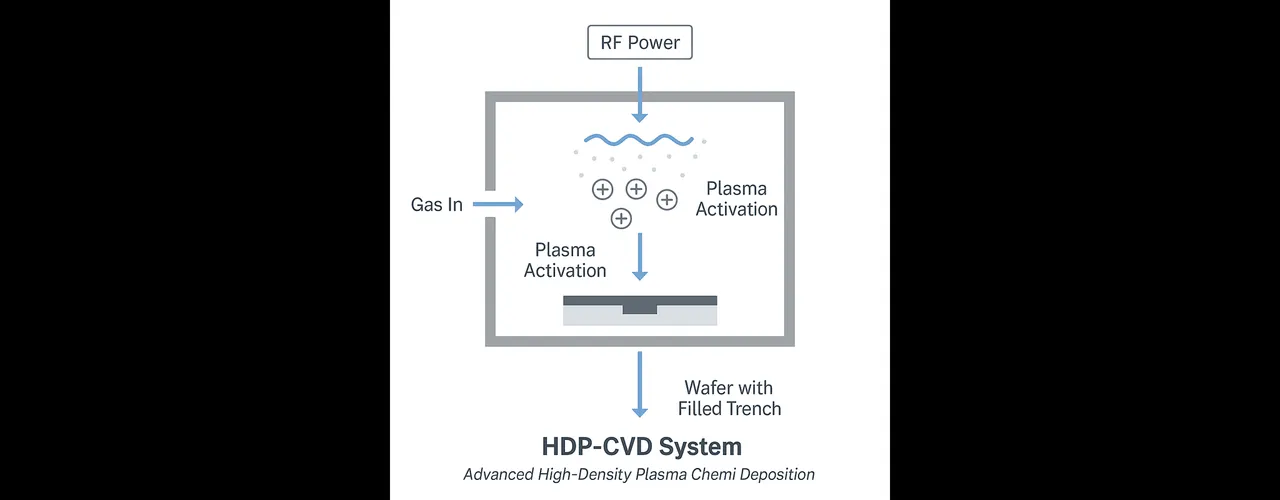 RF Power
Gas In
Plasma
Activation
Plasma
Activation
Wafer with
Filled Trench
HDP-CVD System
Advanced High-Density Plasma Chemi Deposition